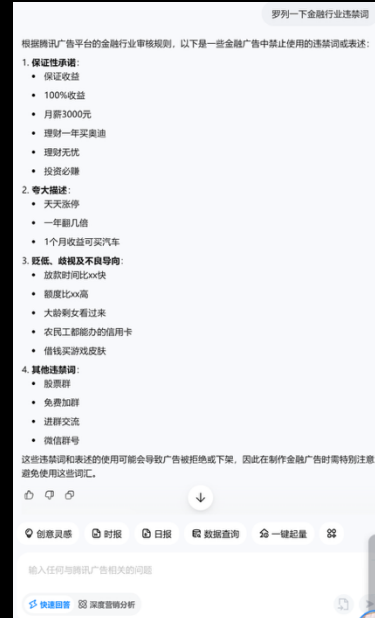 罗列一下金融行业违禁词
根据腾讯广告平台的金融行业审核规则，以下是一些金融广告中禁止使用的违禁词或表述：
1. 保证性承诺：
• 保证收益
• 100%收益
• 月薪3000元
• 理财一年买奥迪
• 理财无忧
• 投资必赚
2. 夸大描述：
• 天天涨停
• 一年翻几倍
• 1个月收益可买汽车
3. 贬低、歧视及不良导向：
• 放款时间比xx快
• 额度比xx高
• 大龄剩女看过来
• 农民工都能办的信用卡
• 借钱买游戏皮肤
4. 其他违禁词：
• 股票群
• 免费加群
• 进群交流
• 微信群号
这些违禁词和表述的使用可能会导致广告被拒绝或下架，因此在制作金融广告时需特别注意
避免使用这些词汇。
创意灵感 时报 日报 数据查询 一键起量
输入任何与腾讯广告相关的问题
快速回答 深度营销分析